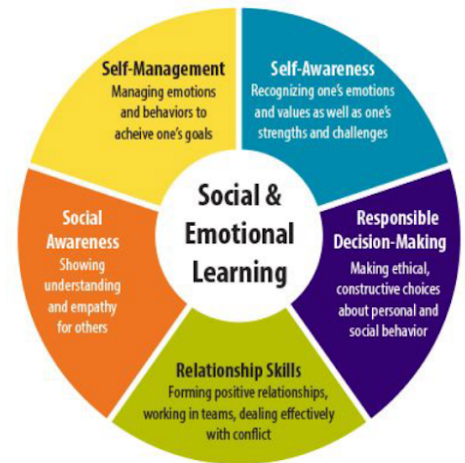 Self-Management
Managing emotions
and behaviors to
acheive one's goals
Self-Awareness
Recognizing one's emotions
and values as well as one's
strengths and challenges
Social
Awareness
Showing
understanding
and empathy
for others
Social &
Emotional
Learning
Responsible
Decision-Making
Making ethical,
constructive choices
about personal and
social behavior
Relationship Skills
Forming positive relationships,
working in teams, dealing effectively
with conflict